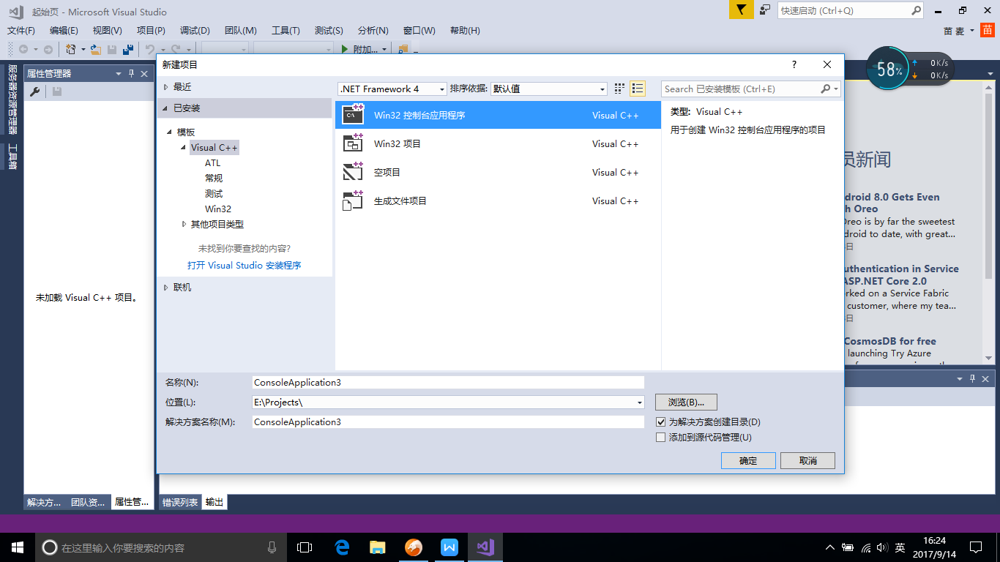 起始页 - Microsoft Visual Studio
快速启动 (Ctrl+Q)
文件(F) 编辑(E) 视图(V) 项目(P) 调试(D) 团队(M) 工具(T) 测试(S) 分析(N) 窗口(W) 帮助(H)
苗 麦
苗
附加...
服务器资源管理器
工具箱
属性管理器
未加载 Visual C++ 项目。
新建项目
?
最近
已安装
模板
Visual C++
ATL
常规
测试
Win32
其他项目类型
未找到你要查找的内容?
打开 Visual Studio 安装程序
联机
.NET Framework 4
排序依据: 默认值
Search 已安装模板 (Ctrl+E)
C:\
Win32 控制台应用程序 Visual C++
Win32 项目 Visual C++
空项目 Visual C++
生成文件项目 Visual C++
类型: Visual C++
用于创建 Win32 控制台应用程序的项目
名称(N): ConsoleApplication3
位置(L): E:\Projects\
浏览(B)...
解决方案名称(M): ConsoleApplication3
为解决方案创建目录(D)
添加到源代码管理(U)
确定 取消
58%
0K/s
0K/s
员新闻
droid 8.0 Gets Even
h Oreo
Oreo is by far the sweetest
droid to date, with great...
日
uthentication in Service
ASP.NET Core 2.0
rked on a Service Fabric
customer, where my tea...
日
CosmosDB for free
launching Try Azure
解决方... 团队资... 属性管...
错误列表 输出
在这里输入你要搜索的内容
英
16:24
2017/9/14